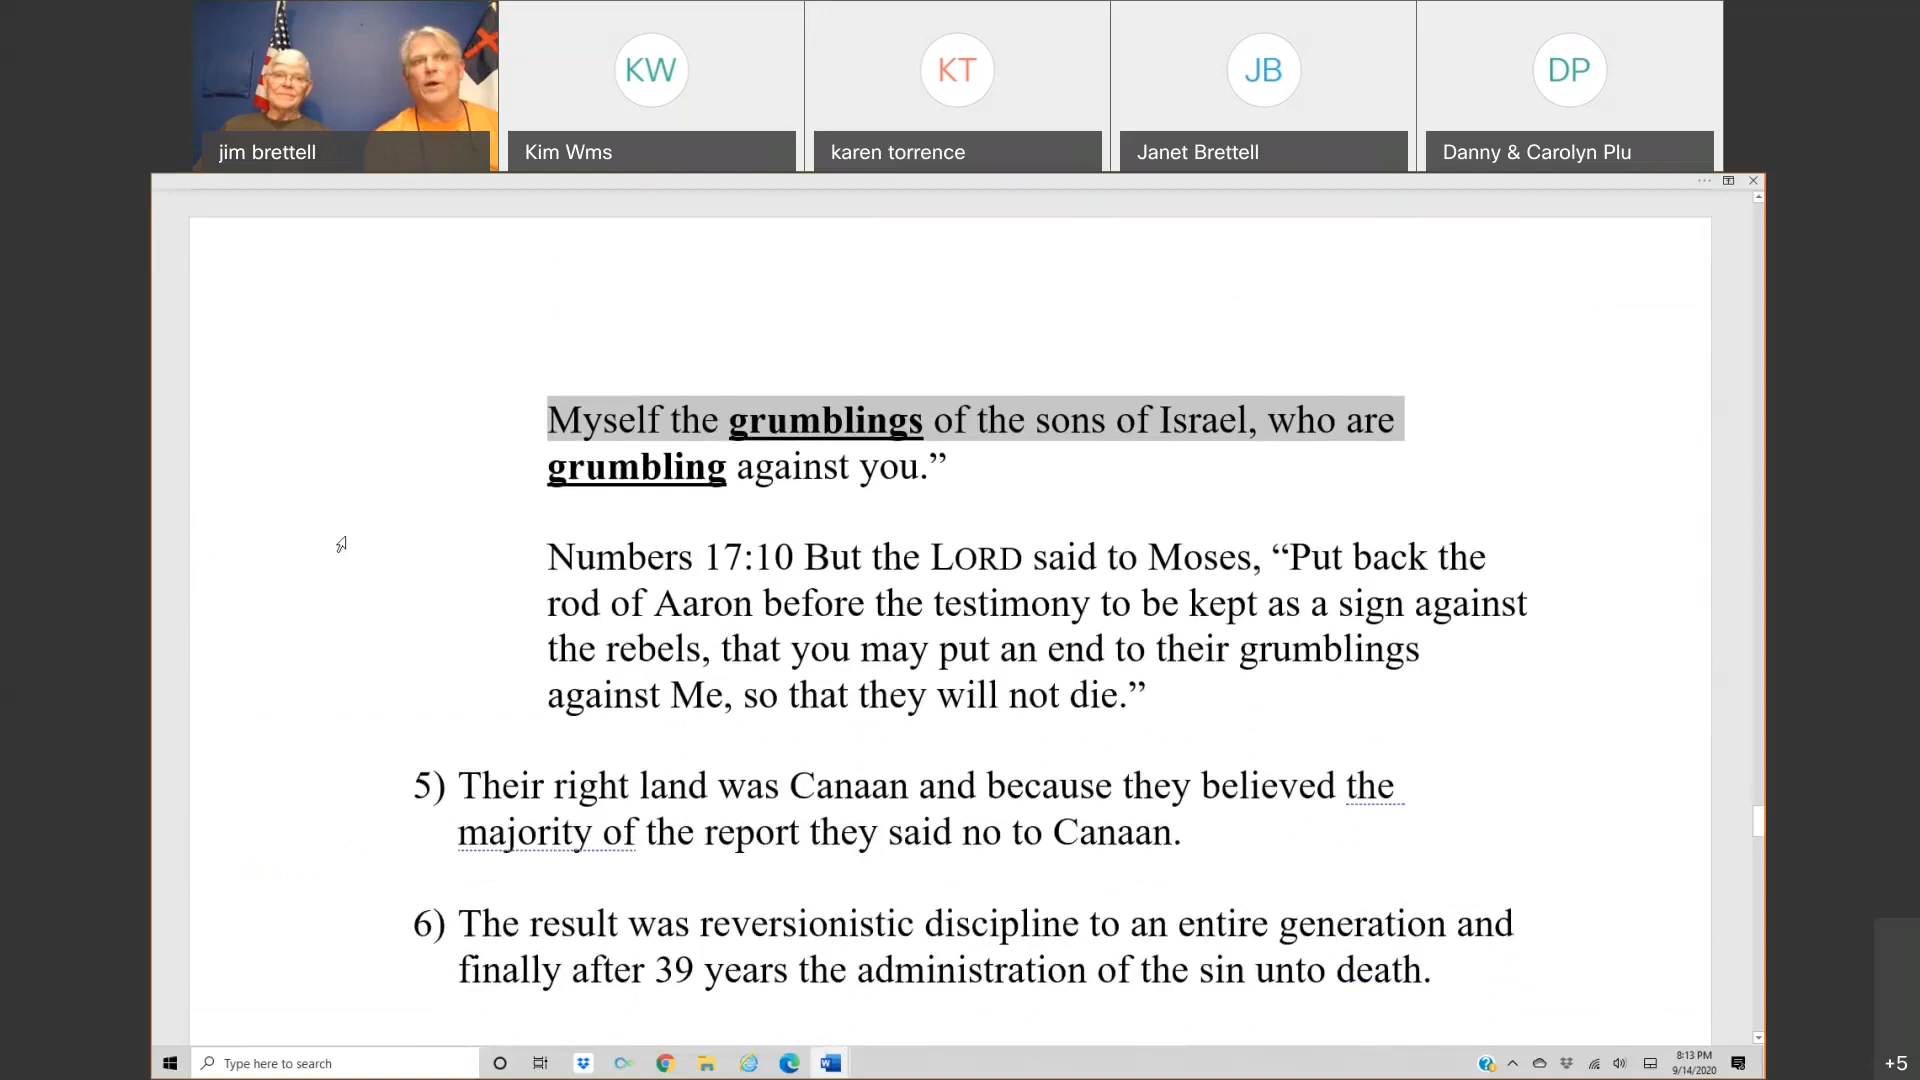 KW
KT
JB
DP
jim brettell
Kim Wms
karen torrence
Janet Brettell
Danny & Carolyn Plu
Myself the grumblings of the sons of Israel, who are
grumbling against you.”
Numbers 17:10 But the LORD said to Moses, “Put back the
rod of Aaron before the testimony to be kept as a sign against
the rebels, that you may put an end to their grumblings
against Me, so that they will not die.”
5) Their right land was Canaan and because they believed the
majority of the report they said no to Canaan.
6) The result was reversionistic discipline to an entire generation and
finally after 39 years the administration of the sin unto death.
Type here to search
8:13 PM
9/14/2020
+5